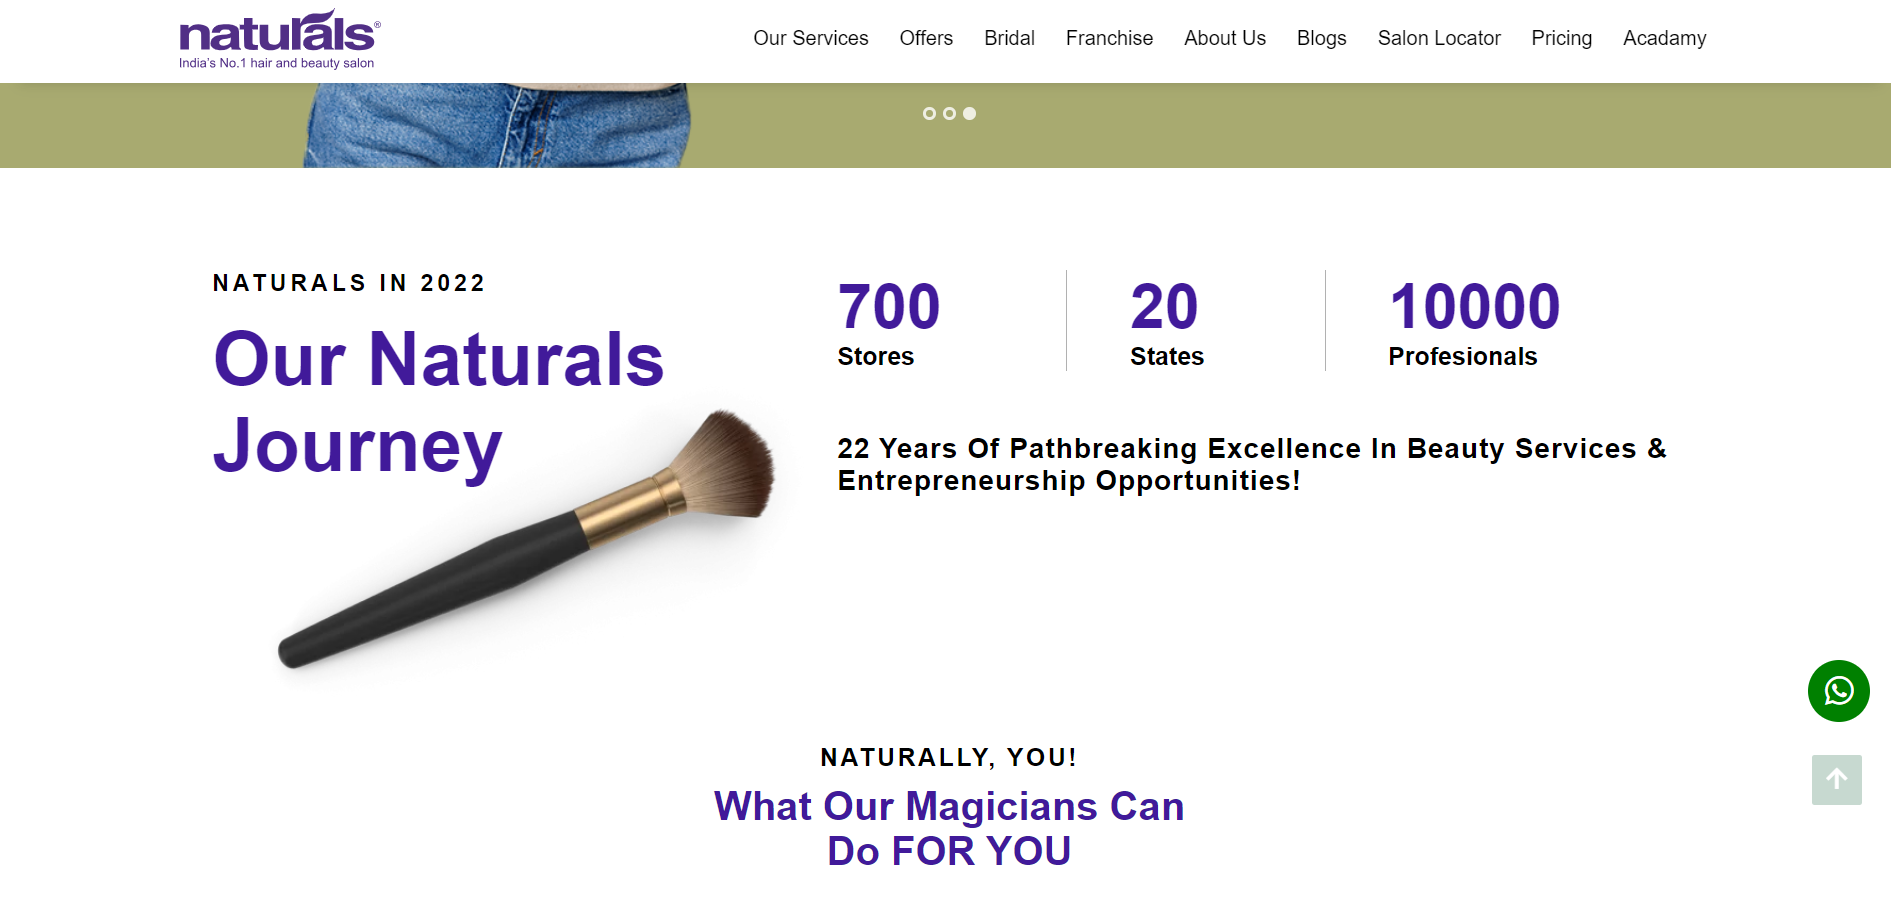 naturals®
India's No.1 hair and beauty salon
Our Services Offers Bridal Franchise About Us Blogs Salon Locator Pricing Acadamy
NATURALS IN 2022
Our Naturals
Journey
700
Stores
20
States
10000
Profesionals
22 Years Of Pathbreaking Excellence In Beauty Services &
Entrepreneurship Opportunities!
NATURALLY, YOU!
What Our Magicians Can
Do FOR YOU